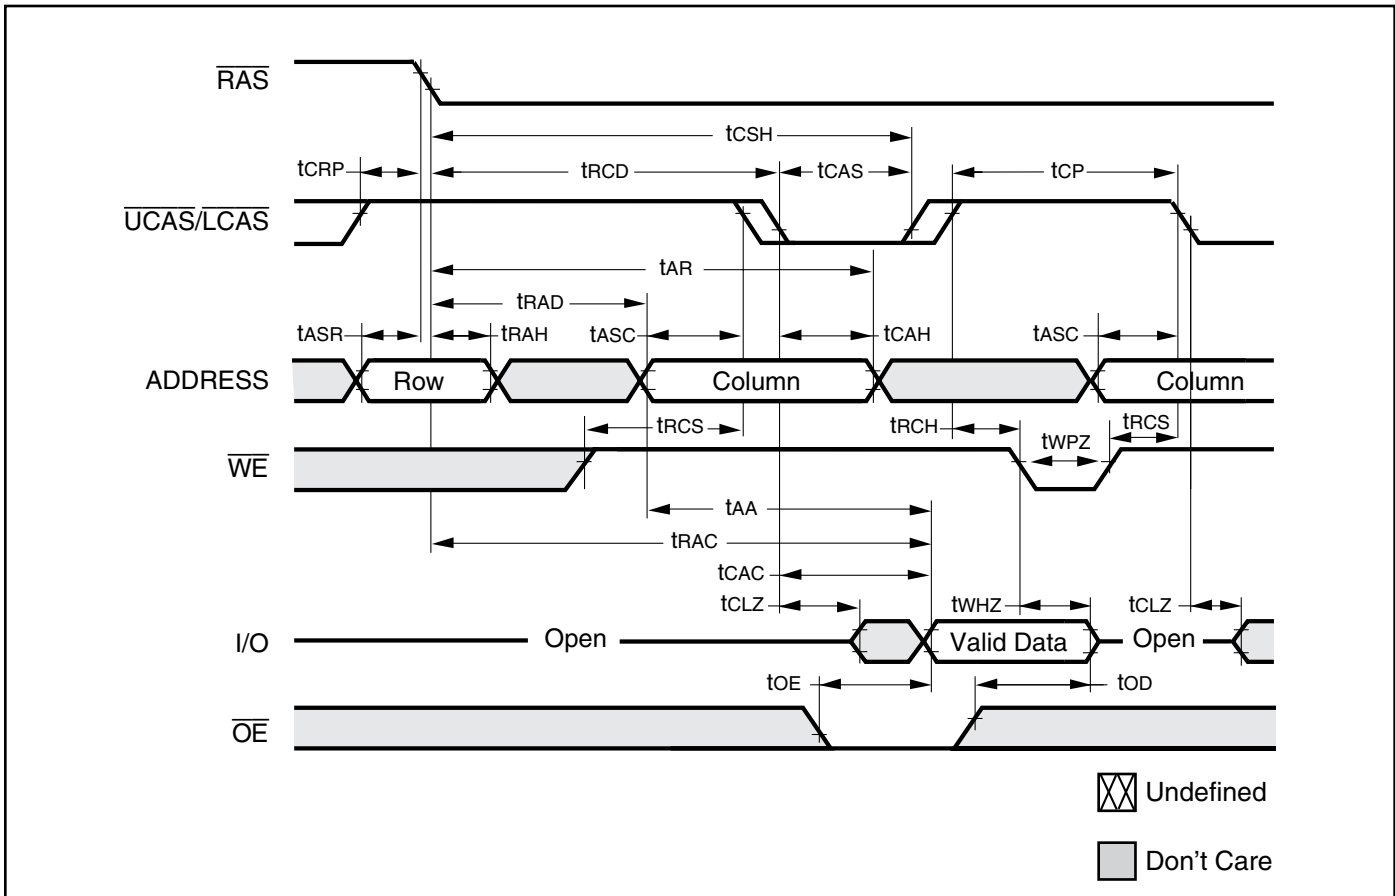 RAS
tCSH
tCRP tRCD tCAS tCP
UCAS/LCAS
tAR
tRAD
tASR tRAH tASC tCAH tASC
ADDRESS Row Column Column
tRCS tRCH tWPZ tRCS
WE
tAA
tRAC
tCAC
tCLZ tWHZ tCLZ
I/O Open Valid Data Open
tOE tOD
OE
Undefined
Don't Care